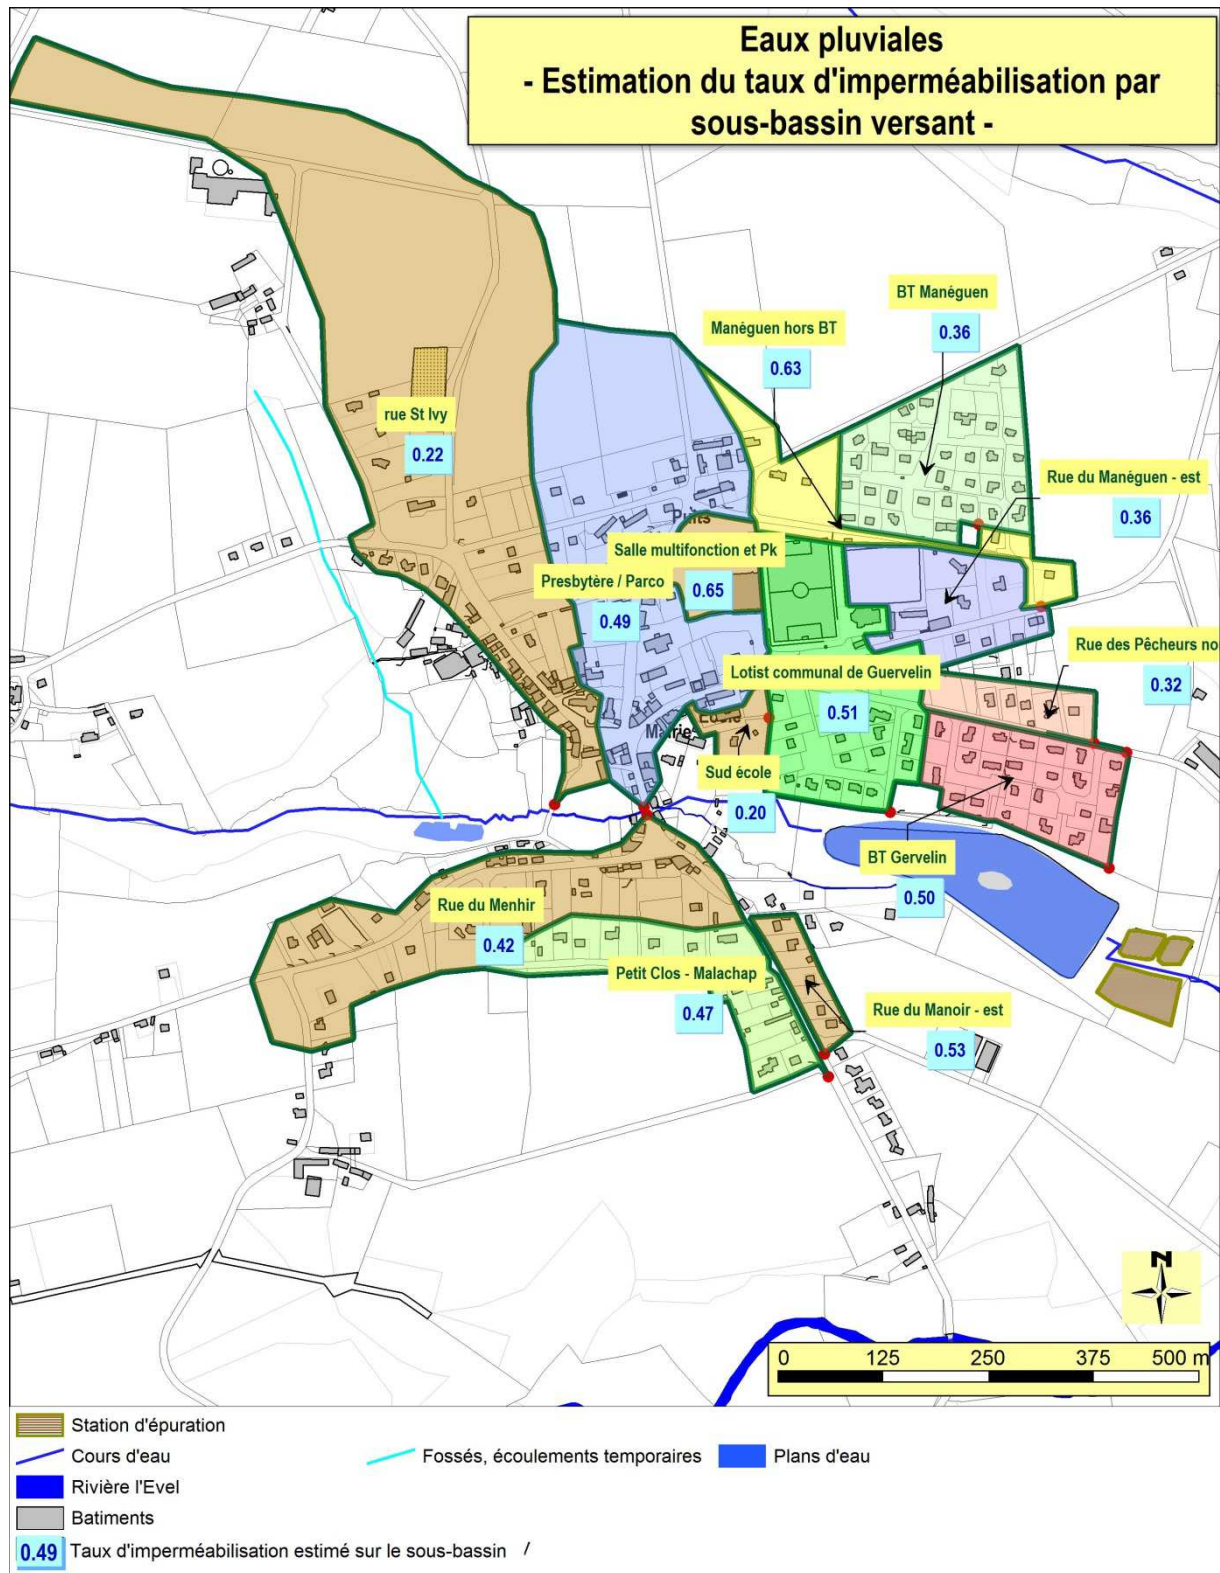 Eaux pluviales
- Estimation du taux d'imperméabilisation par
sous-bassin versant -
BT Manéguen
0.36
Manéguen hors BT
0.63
rue St Ivy
0.22
Rue du Manéguen - est
0.36
Puits
Salle multifonction et Pk
0.65
Presbytère / Parco
0.49
Rue des Pêcheurs no
0.32
Lotist communal de Guervelin
0.51
Ecole
Mairie
Sud école
0.20
BT Gervelin
0.50
Rue du Menhir
0.42
Petit Clos - Malachap
0.47
Rue du Manoir - est
0.53
N
0 125 250 375 500 m
Station d'épuration
Cours d'eau
Fossés, écoulements temporaires
Plans d'eau
Rivière l'Evel
Batiments
0.49 Taux d'imperméabilisation estimé sur le sous-bassin /